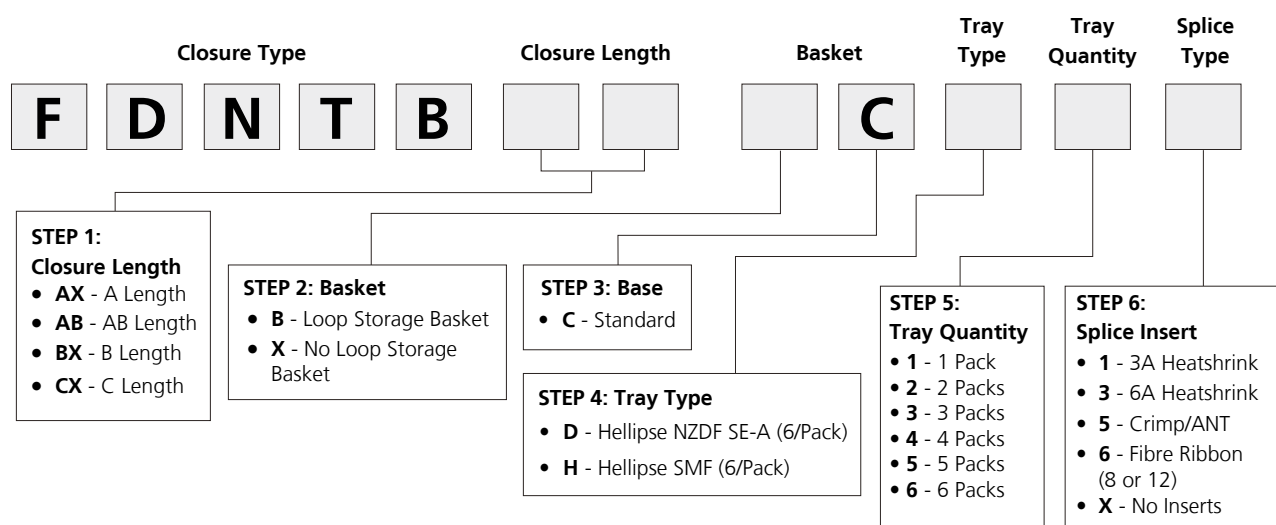 Closure Type
Closure Length
Basket
Tray
Type
Tray
Quantity
Splice
Type
F D N T B C
STEP 1:
Closure Length
• AX - A Length
• AB - AB Length
• BX - B Length
• CX - C Length
STEP 2: Basket
• B - Loop Storage Basket
• X - No Loop Storage
Basket
STEP 3: Base
• C - Standard
STEP 4: Tray Type
• D - Hellipse NZDF SE-A (6/Pack)
• H - Hellipse SMF (6/Pack)
STEP 5:
Tray Quantity
• 1 - 1 Pack
• 2 - 2 Packs
• 3 - 3 Packs
• 4 - 4 Packs
• 5 - 5 Packs
• 6 - 6 Packs
STEP 6:
Splice Insert
• 1 - 3A Heatshrink
• 3 - 6A Heatshrink
• 5 - Crimp/ANT
• 6 - Fibre Ribbon
(8 or 12)
• X - No Inserts